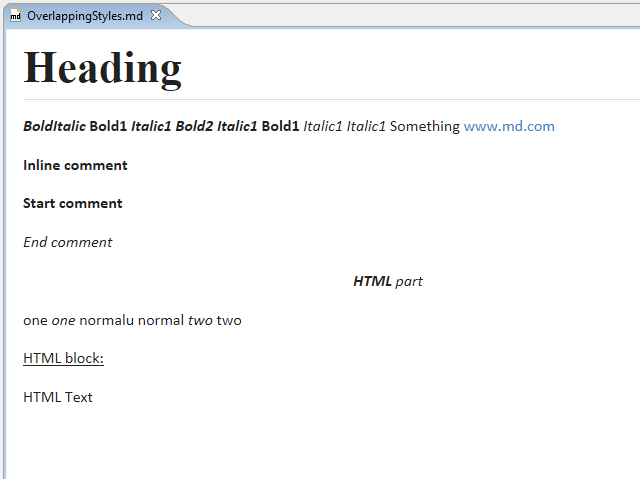 md OverlappingStyles.md
Heading
BoldItalic Bold1 Italic1 Bold2 Italic1 Bold1 Italic1 Italic1 Something www.md.com
Inline comment
Start comment
End comment
HTML part
one one normalu normal two two
HTML block:
HTML Text